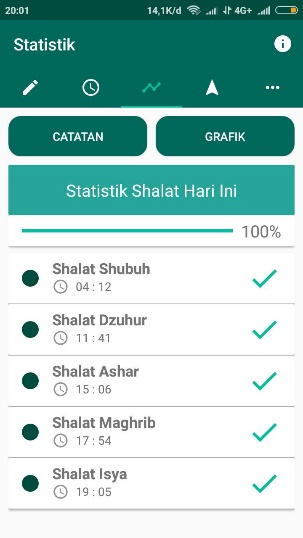 20:01
14,1K/d 4G+
Statistik
CATATAN
GRAFIK
Statistik Shalat Hari Ini
100%
Shalat Shubuh
04 : 12
Shalat Dzuhur
11 : 41
Shalat Ashar
15 : 06
Shalat Maghrib
17 : 54
Shalat Isya
19 : 05